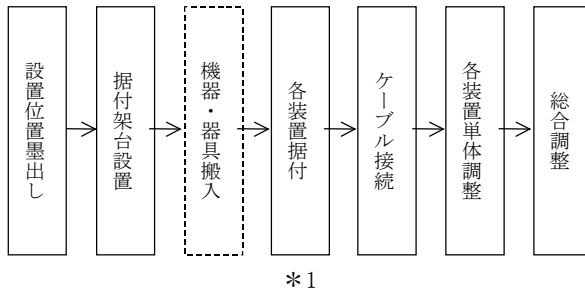 設置位置墨出し
据付架台設置
機器・器具搬入
各装置据付
ケーブル接続
各装置単体調整
総合調整
＊1